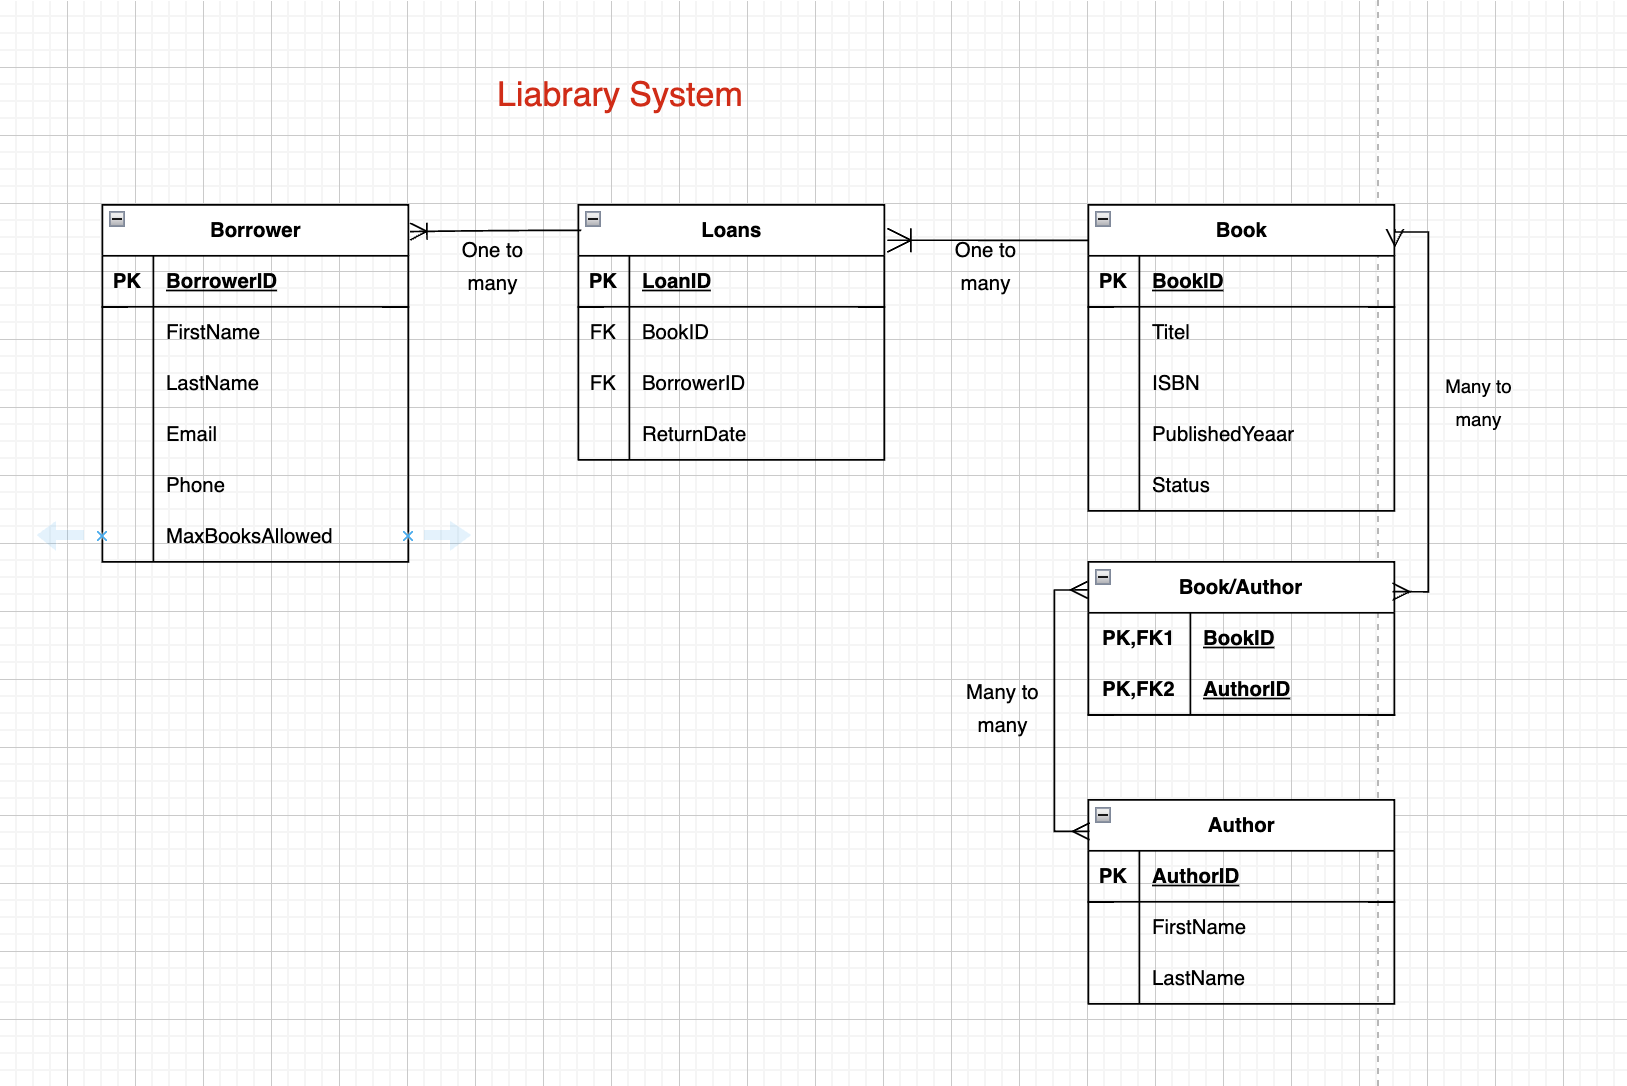 Liabrary System
Borrower
PK BorrowerID
FirstName
LastName
Email
Phone
MaxBooksAllowed
One to
many
Loans
PK LoanID
FK BookID
FK BorrowerID
ReturnDate
One to
many
Book
PK BookID
Titel
ISBN
PublishedYeaar
Status
Many to
many
Book/Author
PK,FK1 BookID
PK,FK2 AuthorID
Many to
many
Author
PK AuthorID
FirstName
LastName